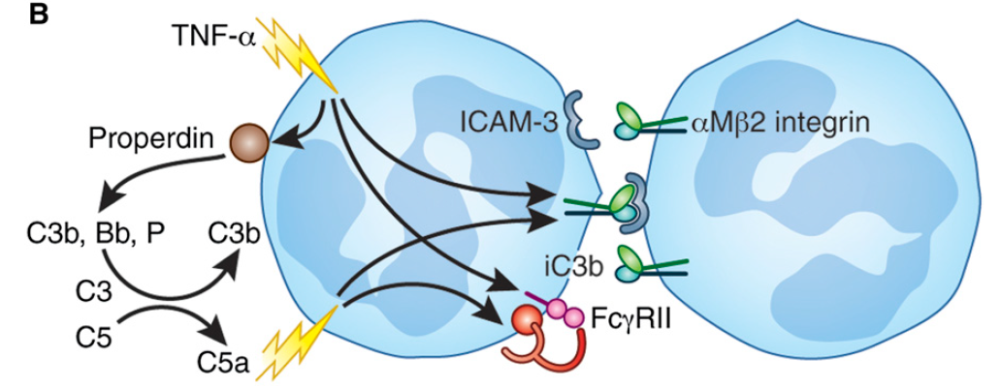 B
TNF-α
Properdin
C3b, Bb, P
C3b
C3
C5
C5a
ICAM-3
αMβ2 integrin
iC3b
FcγRII